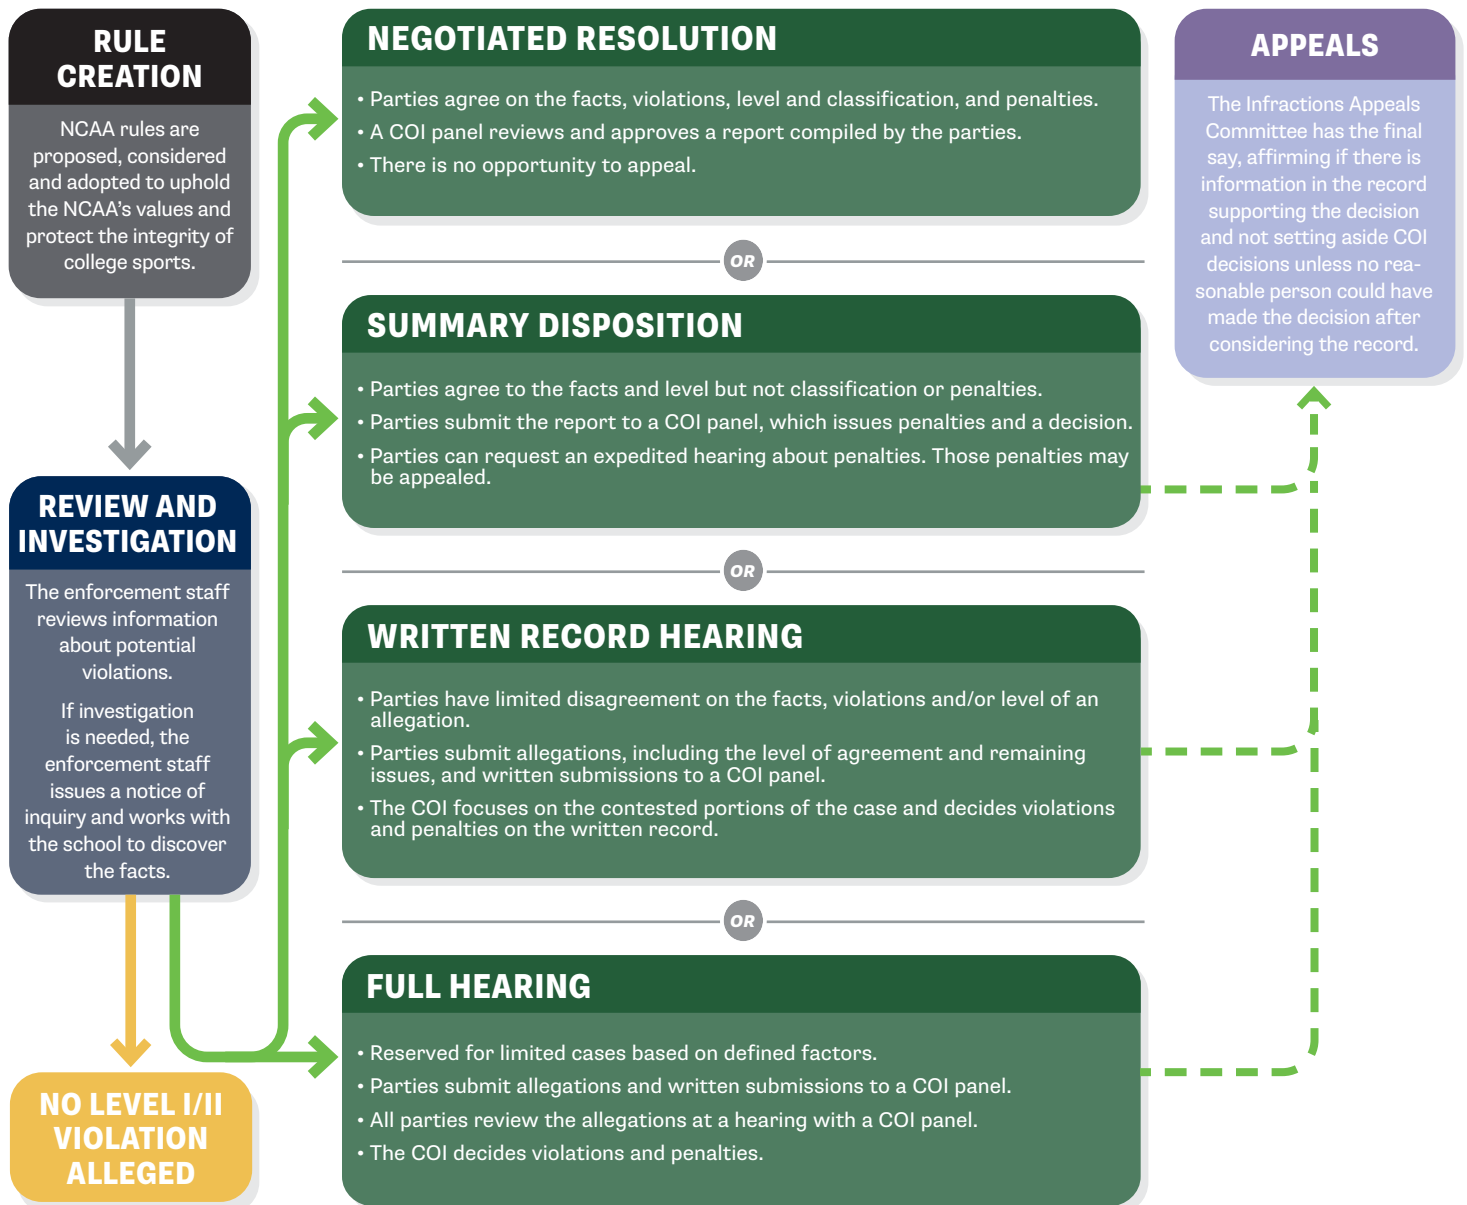 RULE
CREATION
NCAA rules are
proposed, considered
and adopted to uphold
the NCAA’s values and
protect the integrity of
college sports.
REVIEW AND
INVESTIGATION
The enforcement staff
reviews information
about potential
violations.
If investigation
is needed, the
enforcement staff
issues a notice of
inquiry and works with
the school to discover
the facts.
NO LEVEL I/II
VIOLATION
ALLEGED
NEGOTIATED RESOLUTION
• Parties agree on the facts, violations, level and classification, and penalties.
• A COI panel reviews and approves a report compiled by the parties.
• There is no opportunity to appeal.
OR
SUMMARY DISPOSITION
• Parties agree to the facts and level but not classification or penalties.
• Parties submit the report to a COI panel, which issues penalties and a decision.
• Parties can request an expedited hearing about penalties. Those penalties may
be appealed.
OR
WRITTEN RECORD HEARING
• Parties have limited disagreement on the facts, violations and/or level of an
allegation.
• Parties submit allegations, including the level of agreement and remaining
issues, and written submissions to a COI panel.
• The COI focuses on the contested portions of the case and decides violations
and penalties on the written record.
OR
FULL HEARING
• Reserved for limited cases based on defined factors.
• Parties submit allegations and written submissions to a COI panel.
• All parties review the allegations at a hearing with a COI panel.
• The COI decides violations and penalties.
APPEALS
The Infractions Appeals
Committee has the final
say, affirming if there is
information in the record
supporting the decision
and not setting aside COI
decisions unless no rea-
sonable person could have
made the decision after
considering the record.